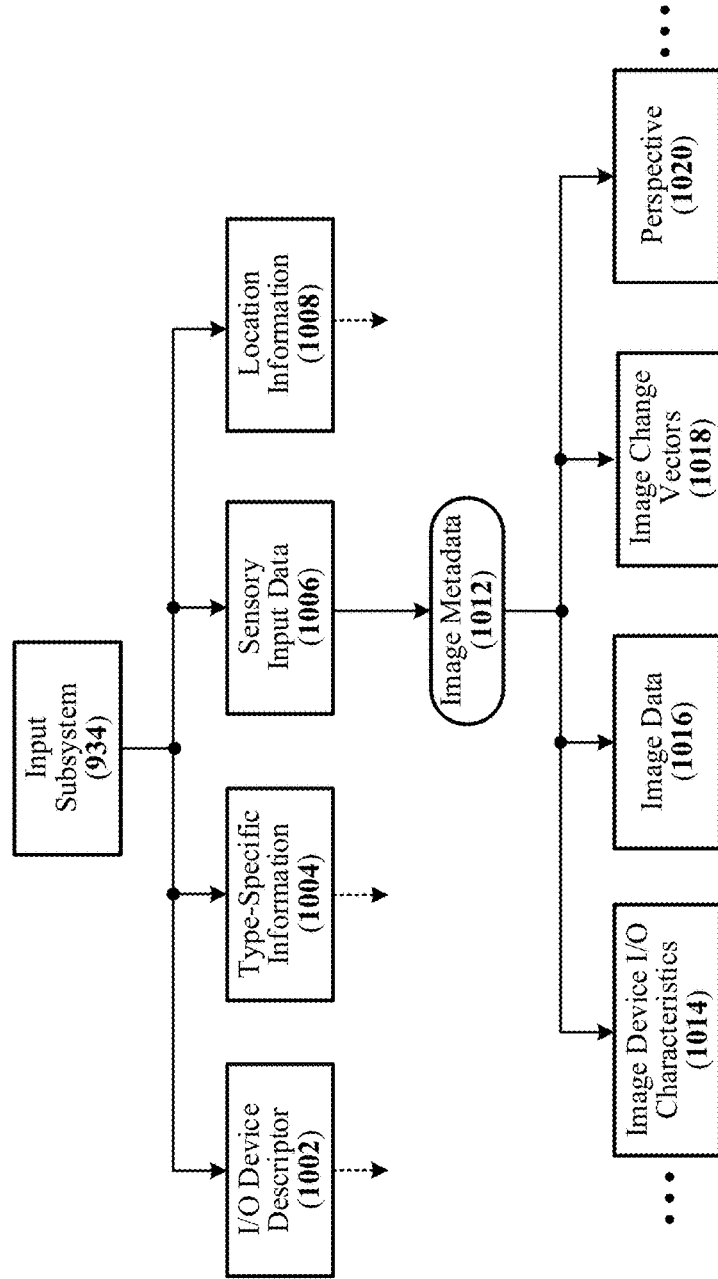 Input
Subsystem
(934)
I/O Device
Descriptor
(1002)
Type-Specific
Information
(1004)
Sensory
Input Data
(1006)
Location
Information
(1008)
Image Metadata
(1012)
Image Device I/O
Characteristics
(1014)
Image Data
(1016)
Image Change
Vectors
(1018)
Perspective
(1020)